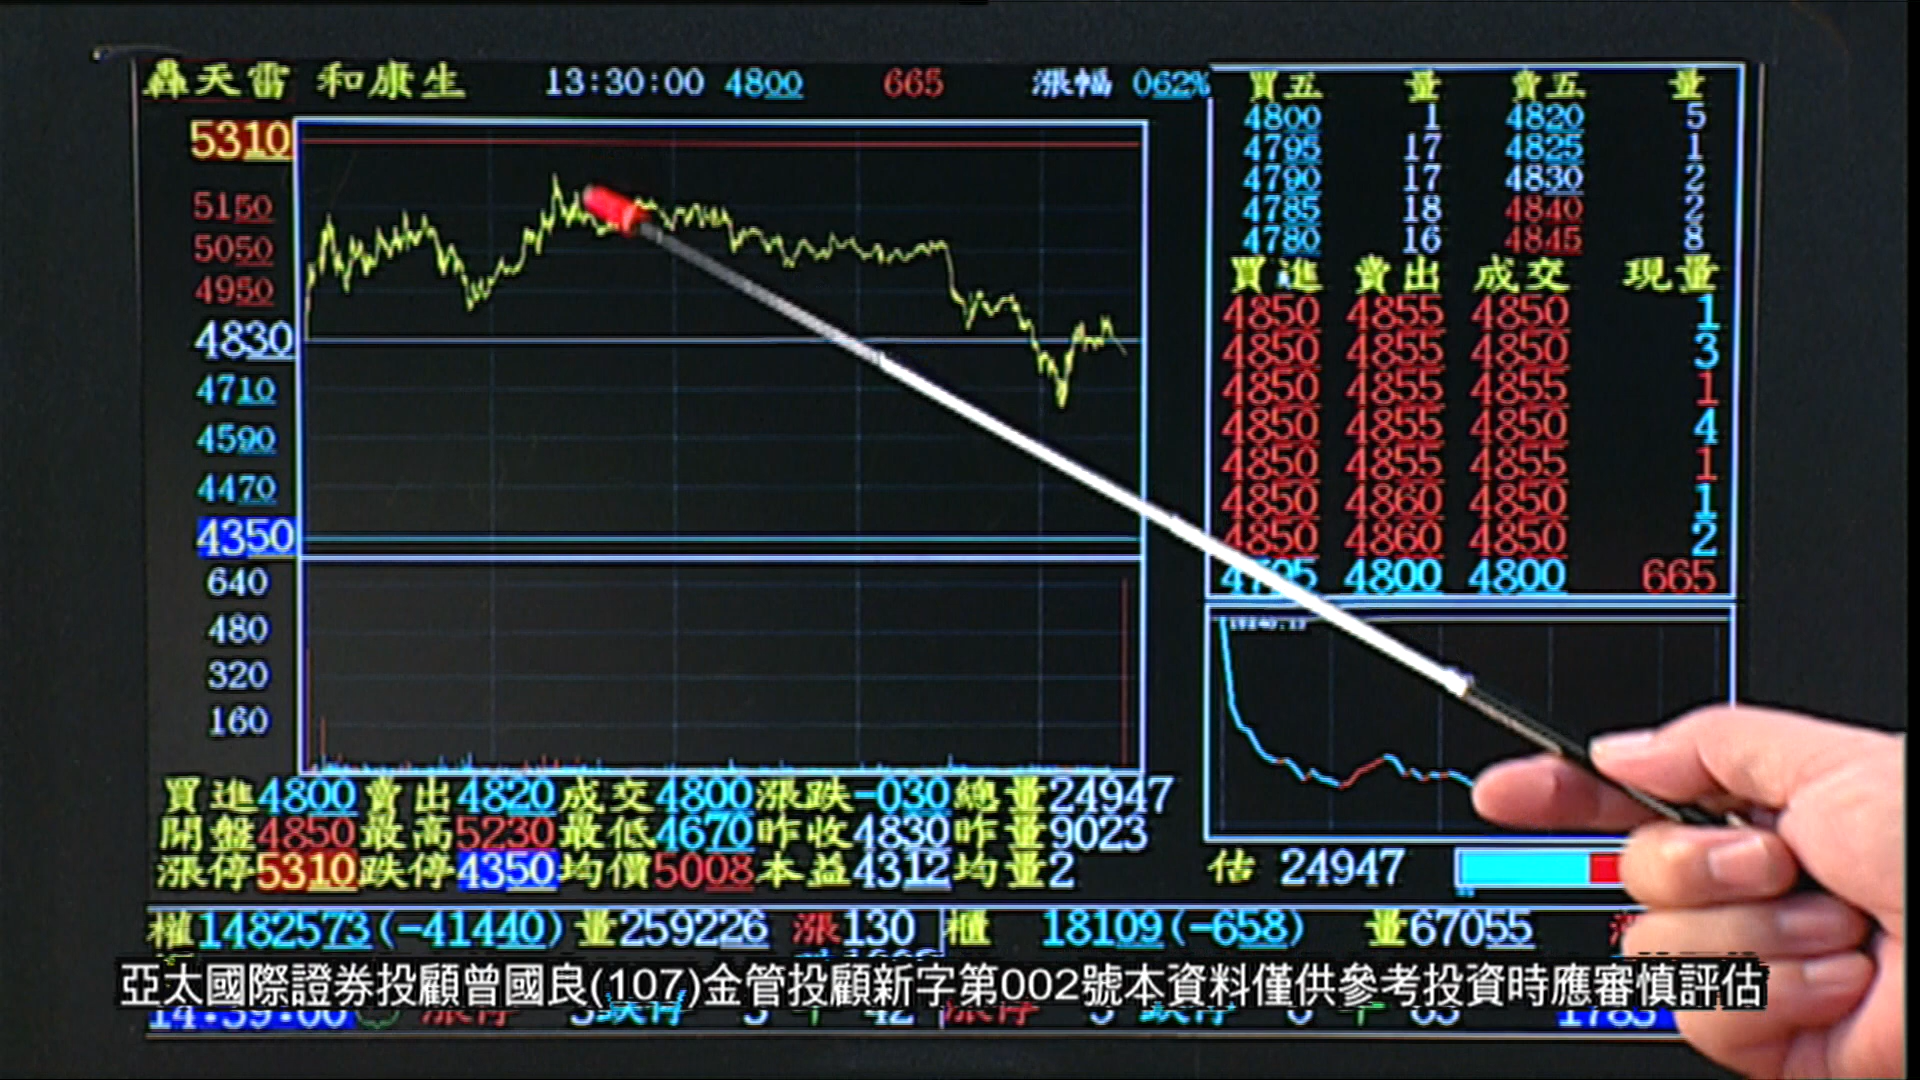 轟天雷 和康生 13:30:00 4800 665 漲幅 062%
5310
5150
5050
4950
4830
4710
4590
4470
4350
640
480
320
160
買五 量 賣五 量
4800 1 4820 5
4795 17 4825 1
4790 17 4830 2
4785 18 4840 2
4780 16 4845 8
買進 賣出 成交 現量
4850 4855 4850 1
4850 4855 4850 3
4850 4855 4855 1
4850 4855 4850 4
4850 4855 4855 1
4850 4860 4850 1
4850 4860 4850 2
4800 4800 665
買進4800賣出4820成交4800漲跌-030總量24947
開盤4850最高5230最低4670昨收4830昨量9023
漲停5310跌停4350均價5008本益4312均量2
估 24947
權1482573(-41440)量259226 漲130 櫃 18109(-658) 量67055
亞太國際證券投顧曾國良(107)金管投顧新字第002號本資料僅供參考投資時應審慎評估
14:39:00